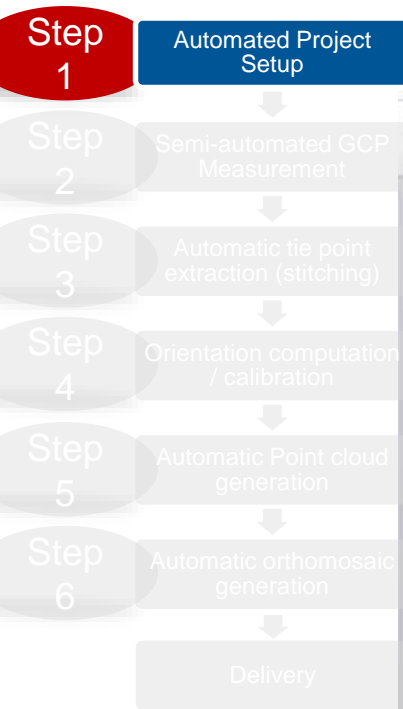 Step
1
Automated Project
Setup
Step
2
Semi-automated GCP
Measurement
Step
3
Automatic tie point
extraction (stitching)
Step
4
Orientation computation
/ calibration
Step
5
Automatic Point cloud
generation
Step
6
Automatic orthomosaic
generation
Delivery